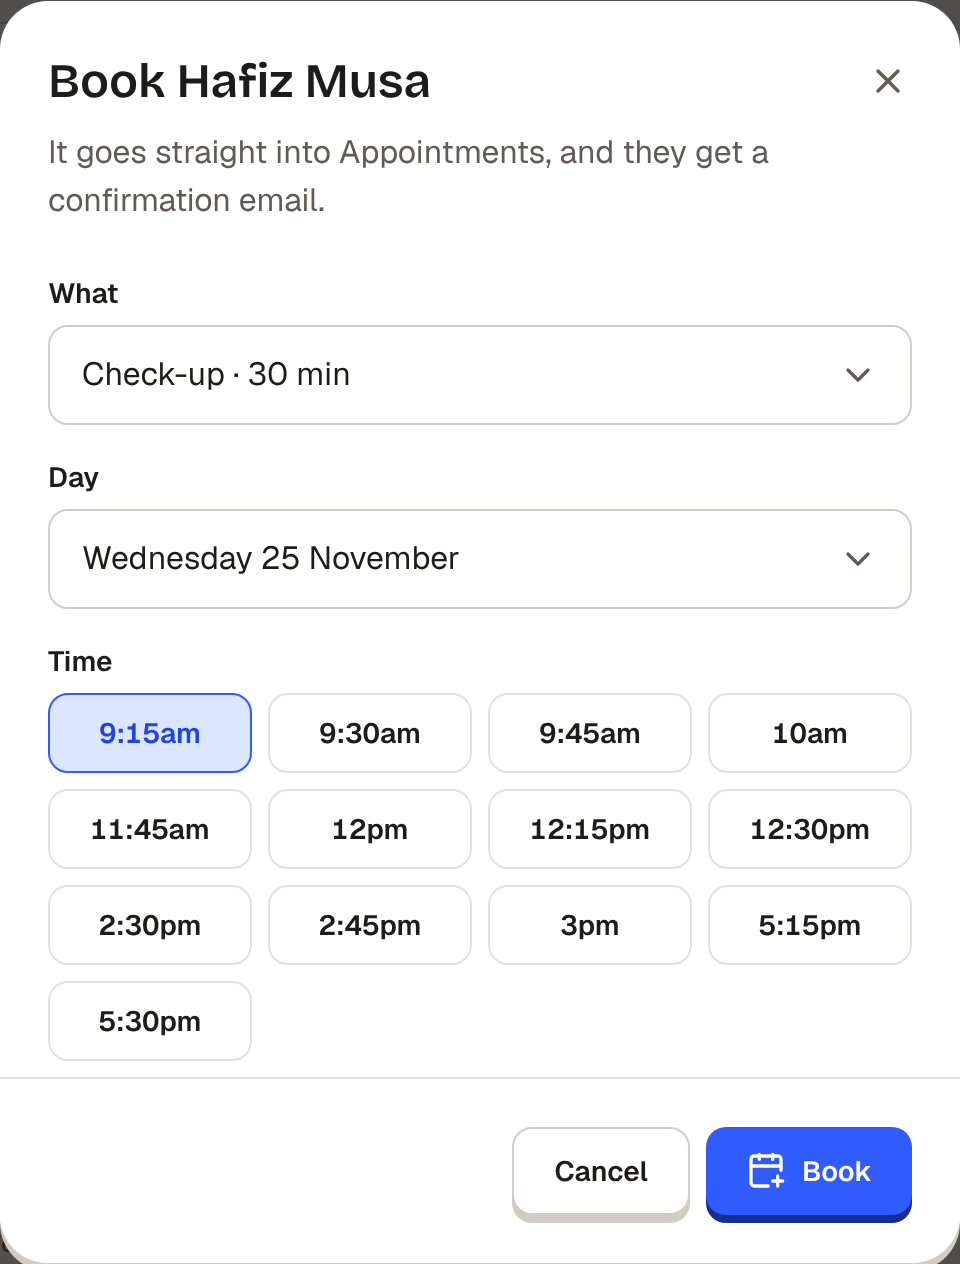 Book Hafiz Musa
It goes straight into Appointments, and they get a
confirmation email.
What
Check-up · 30 min
Day
Wednesday 25 November
Time
9:15am 9:30am 9:45am 10am
11:45am 12pm 12:15pm 12:30pm
2:30pm 2:45pm 3pm 5:15pm
5:30pm
Cancel Book